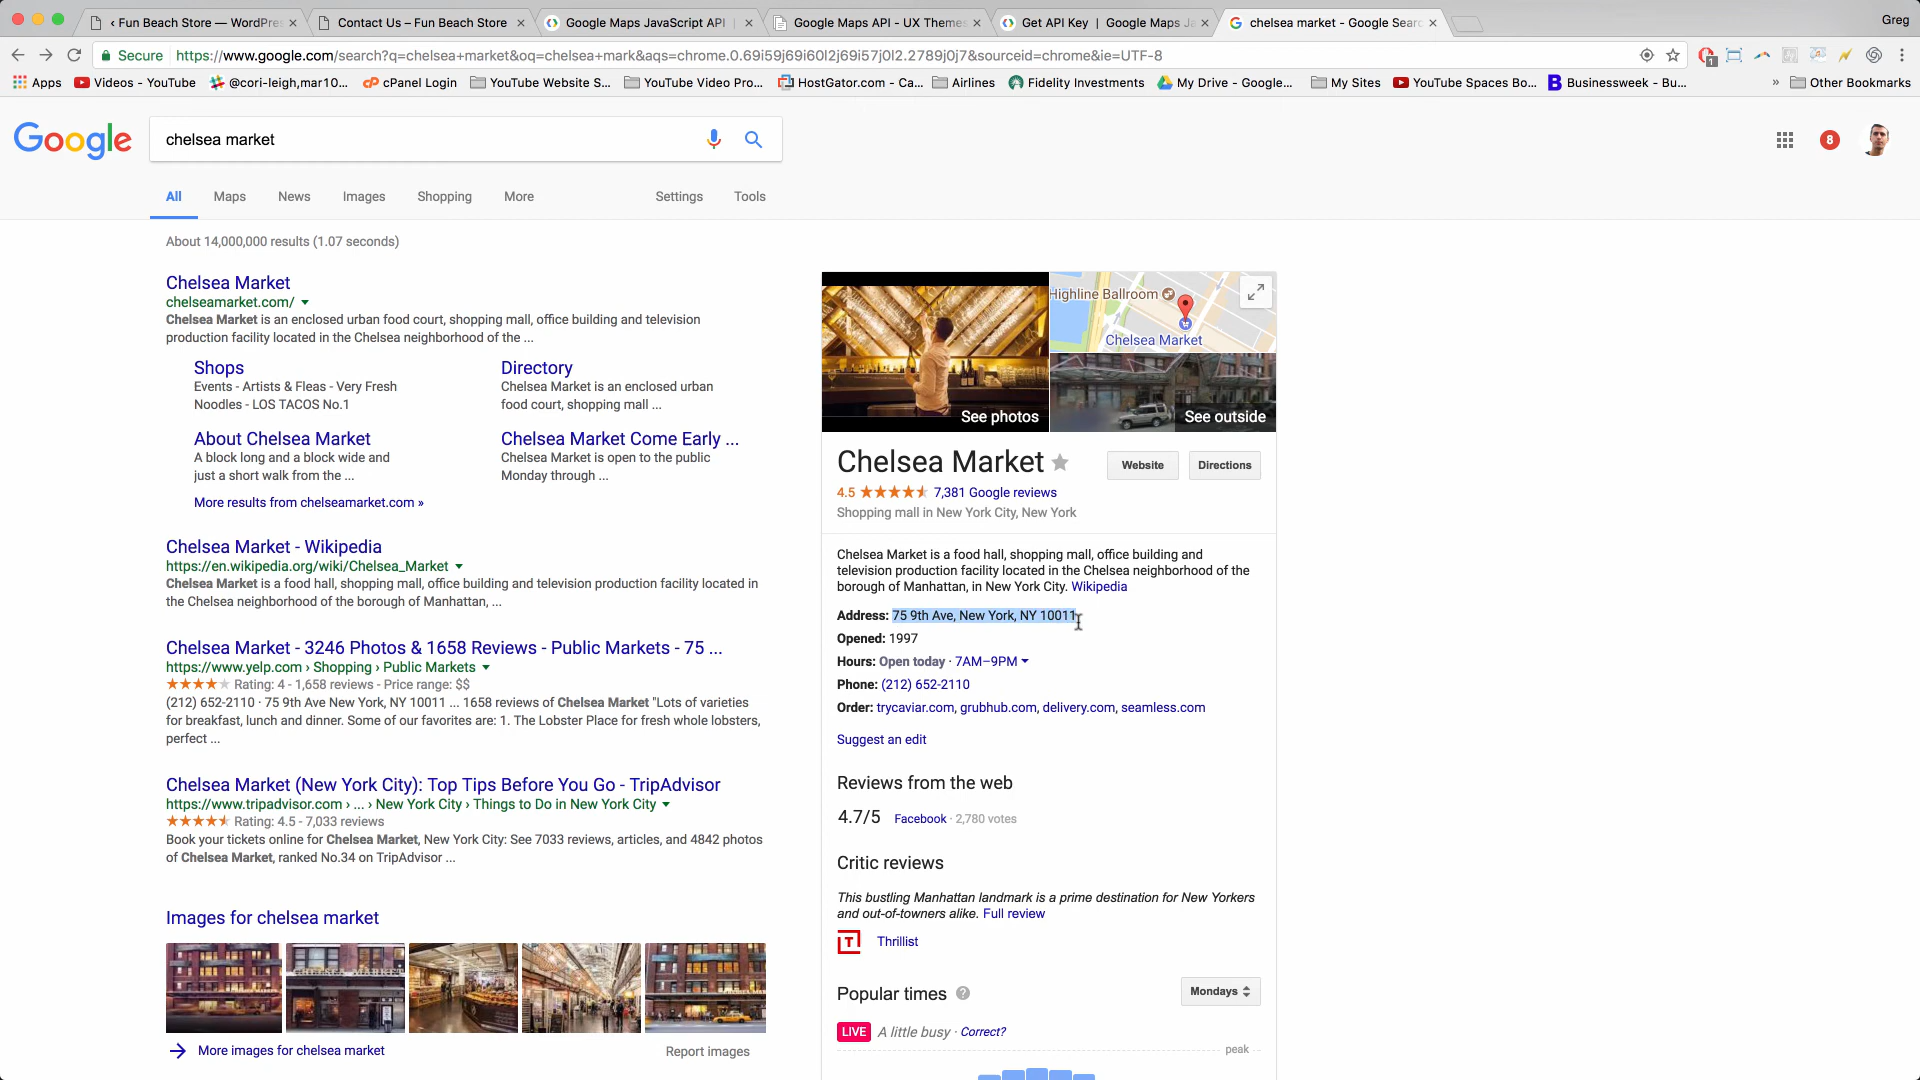 ‹ Fun Beach Store — WordPre
Contact Us – Fun Beach Store
Google Maps JavaScript API
Google Maps API - UX Themes
Get API Key | Google Maps Ja
chelsea market - Google Sear
Greg
Secure
https://www.google.com/search?q=chelsea+market&oq=chelsea+mark&aqs=chrome.0.69i59j69i60l2j69i57j0l2.2789j0j7&sourceid=chrome&ie=UTF-8
1
Apps
Videos - YouTube
@cori-leigh,mar10...
cPanel Login
YouTube Website S...
YouTube Video Pro...
HostGator.com - Ca...
Airlines
Fidelity Investments
My Drive - Google...
My Sites
YouTube Spaces Bo...
Businessweek - Bu...
»
Other Bookmarks
Google
chelsea market
8
All
Maps
News
Images
Shopping
More
Settings
Tools
About 14,000,000 results (1.07 seconds)
Chelsea Market
chelseamarket.com/
Chelsea Market is an enclosed urban food court, shopping mall, office building and television
production facility located in the Chelsea neighborhood of the ...
Shops
Events - Artists & Fleas - Very Fresh
Noodles - LOS TACOS No.1
Directory
Chelsea Market is an enclosed urban
food court, shopping mall ...
About Chelsea Market
A block long and a block wide and
just a short walk from the ...
Chelsea Market Come Early ...
Chelsea Market is open to the public
Monday through ...
More results from chelseamarket.com »
Chelsea Market - Wikipedia
https://en.wikipedia.org/wiki/Chelsea_Market
Chelsea Market is a food hall, shopping mall, office building and television production facility located in
the Chelsea neighborhood of the borough of Manhattan, ...
Chelsea Market - 3246 Photos & 1658 Reviews - Public Markets - 75 ...
https://www.yelp.com › Shopping › Public Markets
Rating: 4 - 1,658 reviews - Price range: $$
(212) 652-2110 · 75 9th Ave New York, NY 10011 ... 1658 reviews of Chelsea Market "Lots of varieties
for breakfast, lunch and dinner. Some of our favorites are: 1. The Lobster Place for fresh whole lobsters,
perfect ...
Chelsea Market (New York City): Top Tips Before You Go - TripAdvisor
https://www.tripadvisor.com › ... › New York City › Things to Do in New York City
Rating: 4.5 - 7,033 reviews
Book your tickets online for Chelsea Market, New York City: See 7033 reviews, articles, and 4842 photos
of Chelsea Market, ranked No.34 on TripAdvisor ...
Images for chelsea market
CHELSEA MARKET
More images for chelsea market
Report images
See photos
Highline Ballroom
Chelsea Market
See outside
Chelsea Market
Website
Directions
4.5
7,381 Google reviews
Shopping mall in New York City, New York
Chelsea Market is a food hall, shopping mall, office building and
television production facility located in the Chelsea neighborhood of the
borough of Manhattan, in New York City. Wikipedia
Address: 75 9th Ave, New York, NY 10011
Opened: 1997
Hours: Open today · 7AM–9PM
Phone: (212) 652-2110
Order: trycaviar.com, grubhub.com, delivery.com, seamless.com
Suggest an edit
Reviews from the web
4.7/5
Facebook · 2,780 votes
Critic reviews
This bustling Manhattan landmark is a prime destination for New Yorkers
and out-of-towners alike. Full review
T
Thrillist
Popular times
?
Mondays
LIVE
A little busy · Correct?
peak